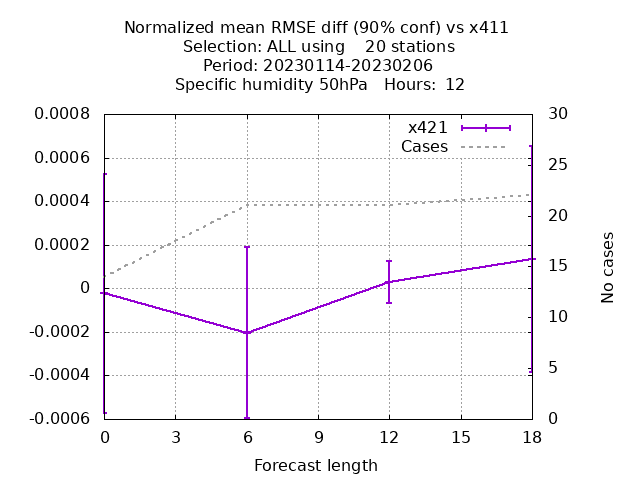 Normalized mean RMSE diff (90% conf) vs x411
Selection: ALL using    20 stations
Period: 20230114-20230206
Specific humidity 50hPa   Hours:  12
x421
Cases
0.0008
0.0006
0.0004
0.0002
0
-0.0002
-0.0004
-0.0006
30
25
20
15
10
5
0
No cases
0 3 6 9 12 15 18
Forecast length